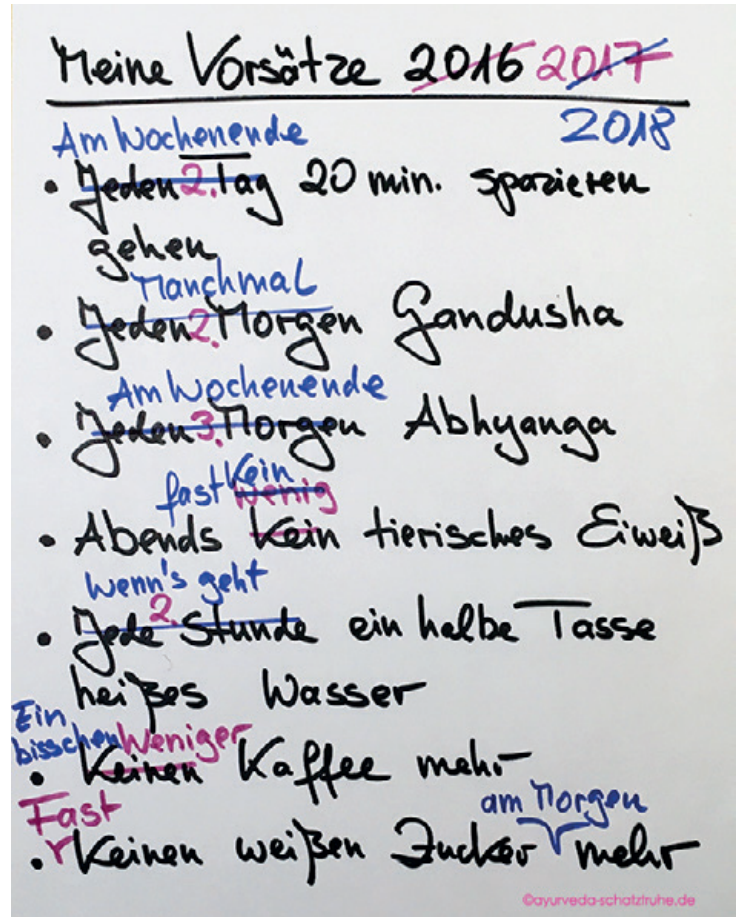 Meine Vorsätze 2016 2017
2018
Am Wochenende
• Jeden 2. Tag 20 min. spazieren
gehen
Manchmal
• Jeden 2. Morgen Gandusha
Am Wochenende
• Jeden 3. Morgen Abhyanga
fast Kein wenig
• Abends Kein tierisches Eiweiß
Wenn's geht
2.
• Jede Stunde ein halbe Tasse
heißes Wasser
Ein
bisschen Weniger
• Keinen Kaffee mehr
Fast am Morgen
• Keinen weißen Zucker mehr
©ayurveda-schatztruhe.de